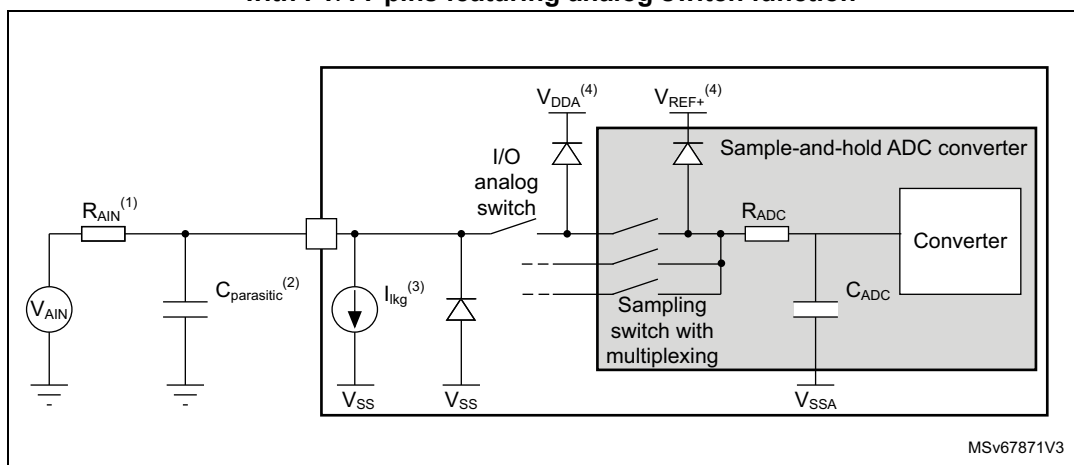 with FT/TT pins featuring analog switch function
V_DDA(4)
V_REF+(4)
Sample-and-hold ADC converter
I/O
analog
switch
R_AIN(1)
R_ADC
Converter
V_AIN
C_parasitic(2)
I_lkg(3)
C_ADC
Sampling
switch with
multiplexing
V_SS
V_SS
V_SSA
MSv67871V3